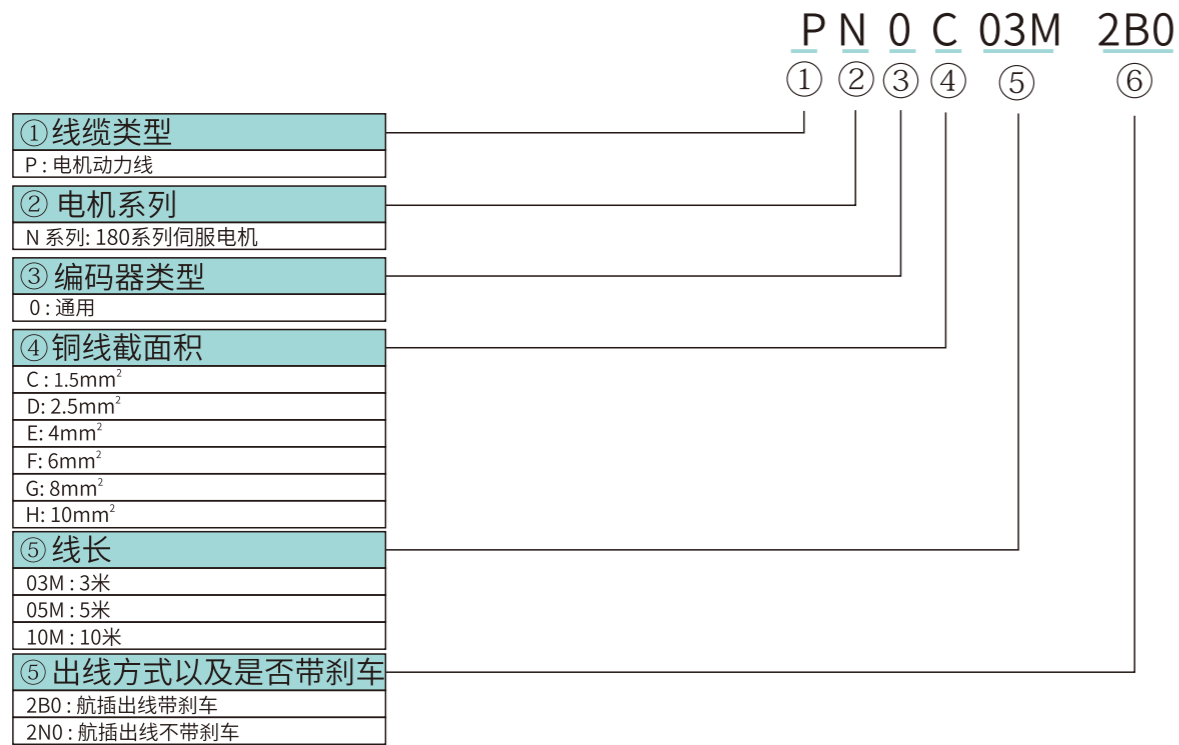 P N 0 C 03M 2B0
① ② ③ ④ ⑤ ⑥
①线缆类型
P : 电机动力线
② 电机系列
N 系列: 180系列伺服电机
③编码器类型
0 : 通用
④铜线截面积
C : 1.5mm²
D: 2.5mm²
E: 4mm²
F: 6mm²
G: 8mm²
H: 10mm²
⑤线长
03M : 3米
05M : 5米
10M : 10米
⑤出线方式以及是否带刹车
2B0 : 航插出线带刹车
2N0 : 航插出线不带刹车